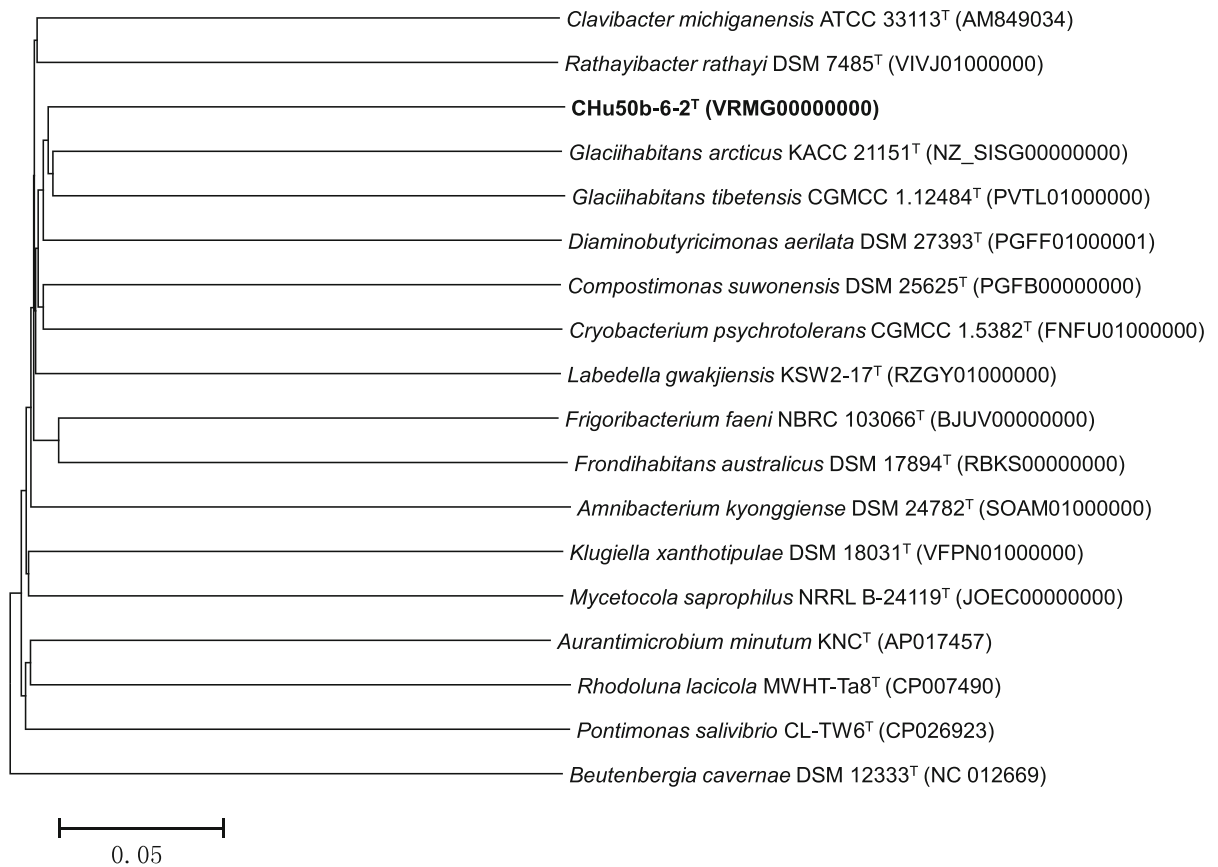 Clavibacter michiganensis ATCC 33113ᵀ (AM849034)
Rathayibacter rathayi DSM 7485ᵀ (VIVJ01000000)
CHu50b-6-2ᵀ (VRMG00000000)
Glaciihabitans arcticus KACC 21151ᵀ (NZ_SISG00000000)
Glaciihabitans tibetensis CGMCC 1.12484ᵀ (PVTL01000000)
Diaminobutyricimonas aerilata DSM 27393ᵀ (PGFF01000001)
Compostimonas suwonensis DSM 25625ᵀ (PGFB00000000)
Cryobacterium psychrotolerans CGMCC 1.5382ᵀ (FNFU01000000)
Labedella gwakjiensis KSW2-17ᵀ (RZGY01000000)
Frigoribacterium faeni NBRC 103066ᵀ (BJUV00000000)
Frondihabitans australicus DSM 17894ᵀ (RBKS00000000)
Amnibacterium kyonggiense DSM 24782ᵀ (SOAM01000000)
Klugiella xanthotipulae DSM 18031ᵀ (VFPN01000000)
Mycetocola saprophilus NRRL B-24119ᵀ (JOEC00000000)
Aurantimicrobium minutum KNCᵀ (AP017457)
Rhodoluna lacicola MWHT-Ta8ᵀ (CP007490)
Pontimonas salivibrio CL-TW6ᵀ (CP026923)
Beutenbergia cavernae DSM 12333ᵀ (NC 012669)
0.05